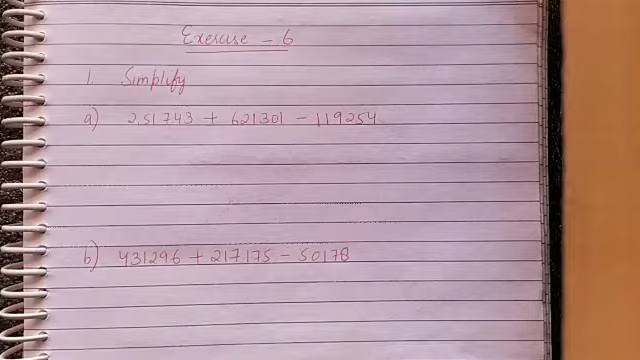 Exercise - 6
1. Simplify
a) 251743 + 621301 - 119254
b) 431296 + 217175 - 50178